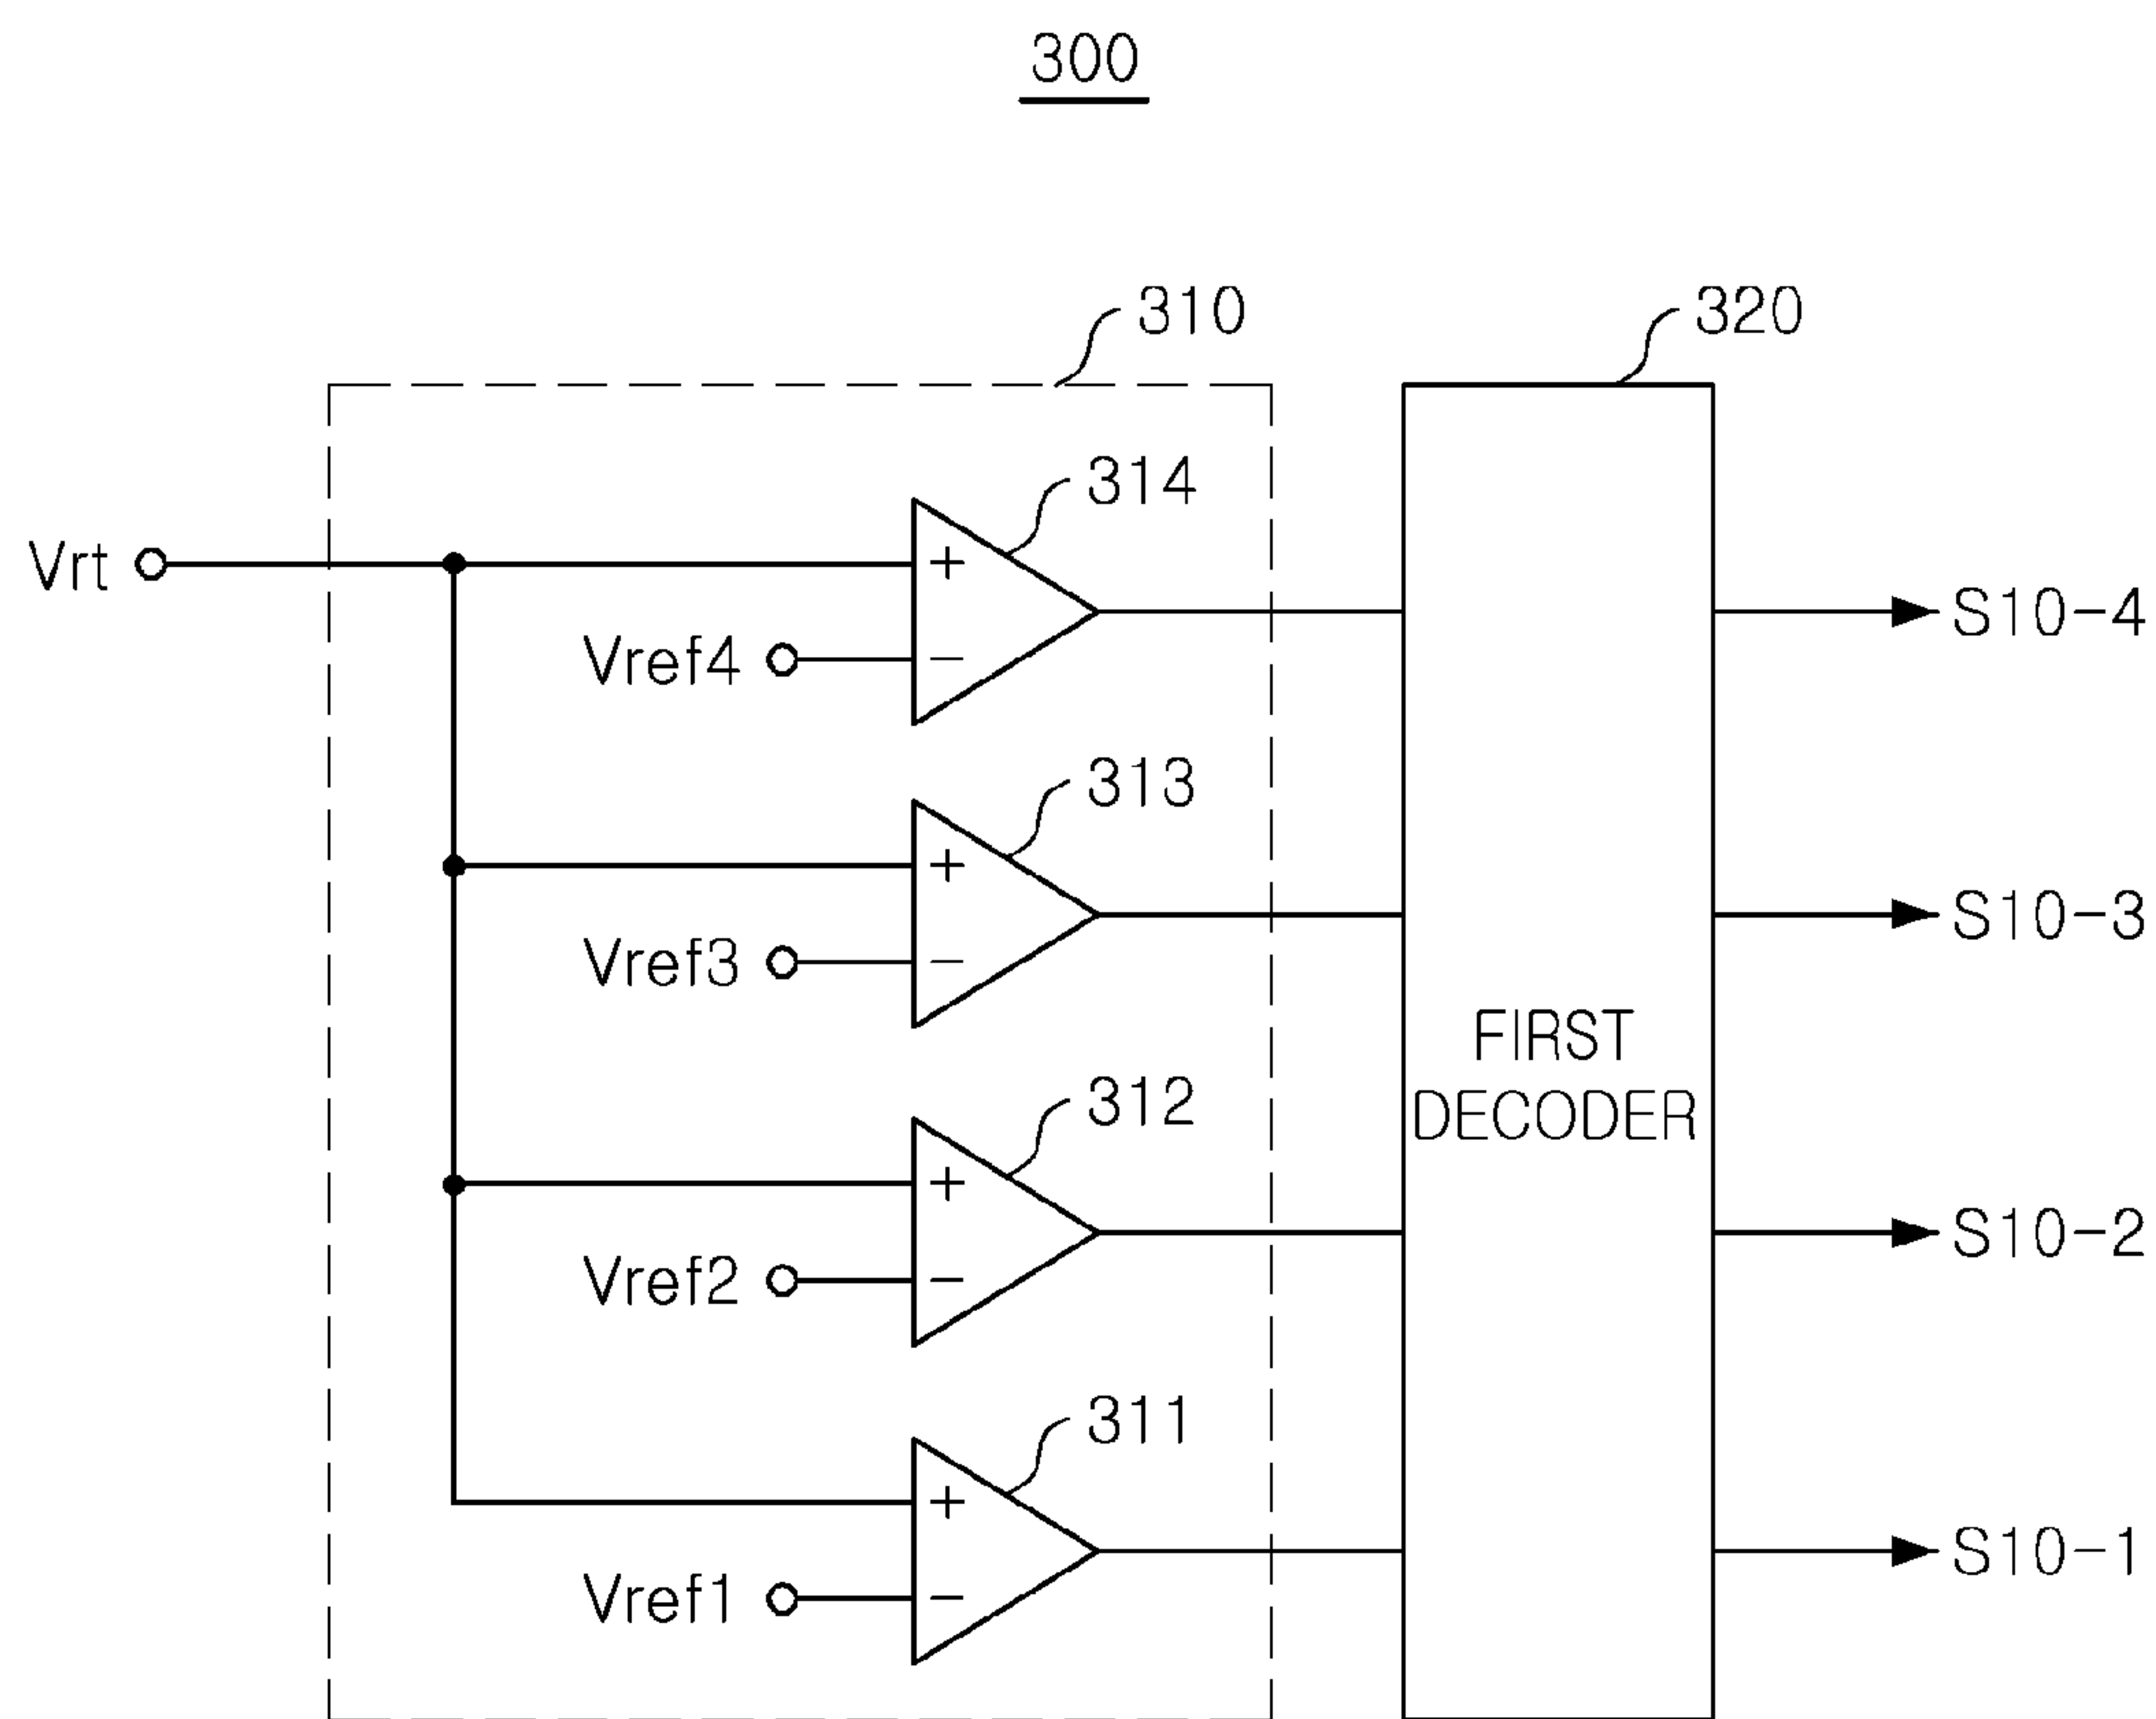 300
310
320
314
Vrt
+
S10-4
Vref4
−
313
+
S10-3
Vref3
−
FIRST
DECODER
312
+
S10-2
Vref2
−
311
+
S10-1
Vref1
−